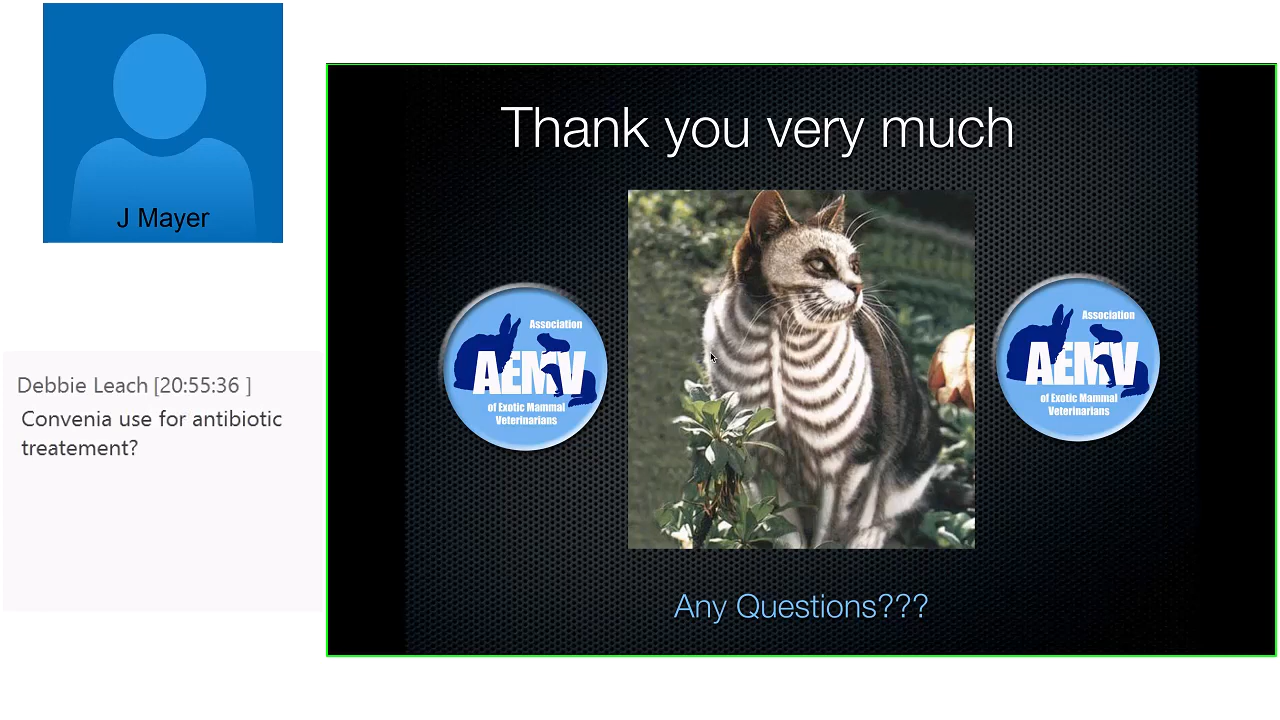 J Mayer
Debbie Leach [20:55:36 ]
Convenia use for antibiotic
treatement?
Thank you very much
Association
AEMV
of Exotic Mammal
Veterinarians
Association
AEMV
of Exotic Mammal
Veterinarians
Any Questions???